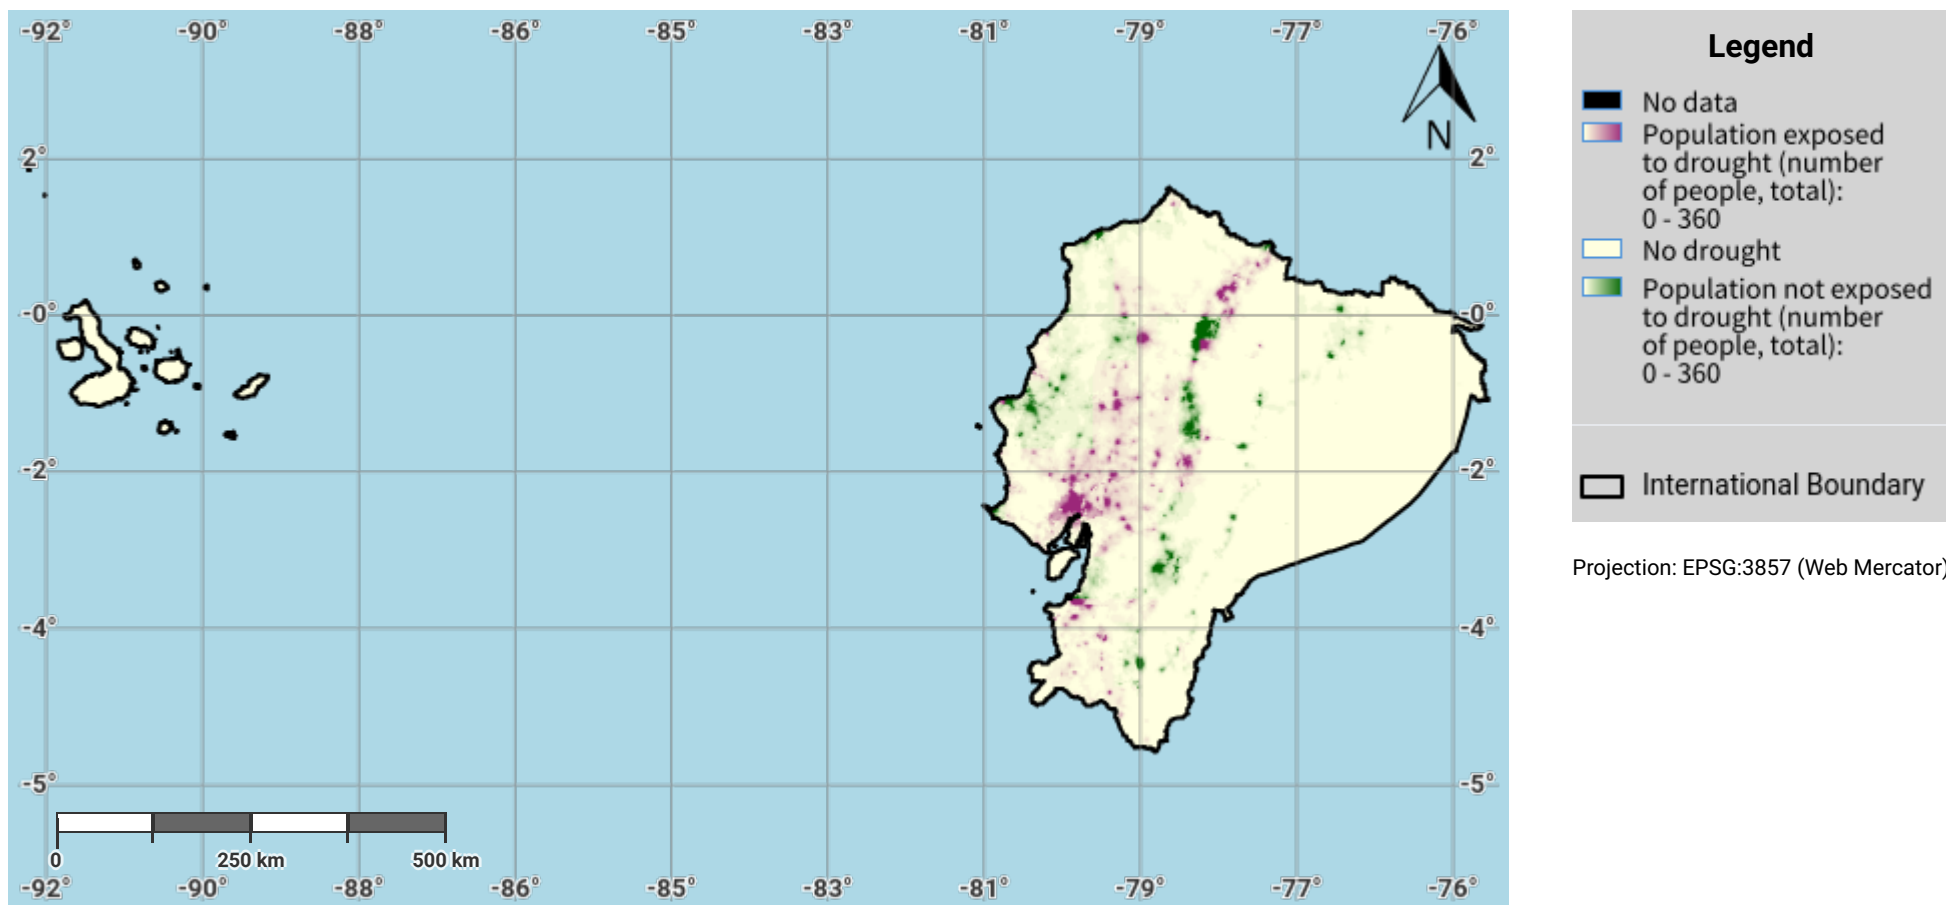 -92° -90° -88° -86° -85° -83° -81° -79° -77° -76°
N
2° 2°
-0° -0°
-2° -2°
-4° -4°
-5° -5°
0 250 km 500 km
-92° -90° -88° -86° -85° -83° -81° -79° -77° -76°
Legend
No data
Population exposed
to drought (number
of people, total):
0 - 360
No drought
Population not exposed
to drought (number
of people, total):
0 - 360
International Boundary
Projection: EPSG:3857 (Web Mercator)